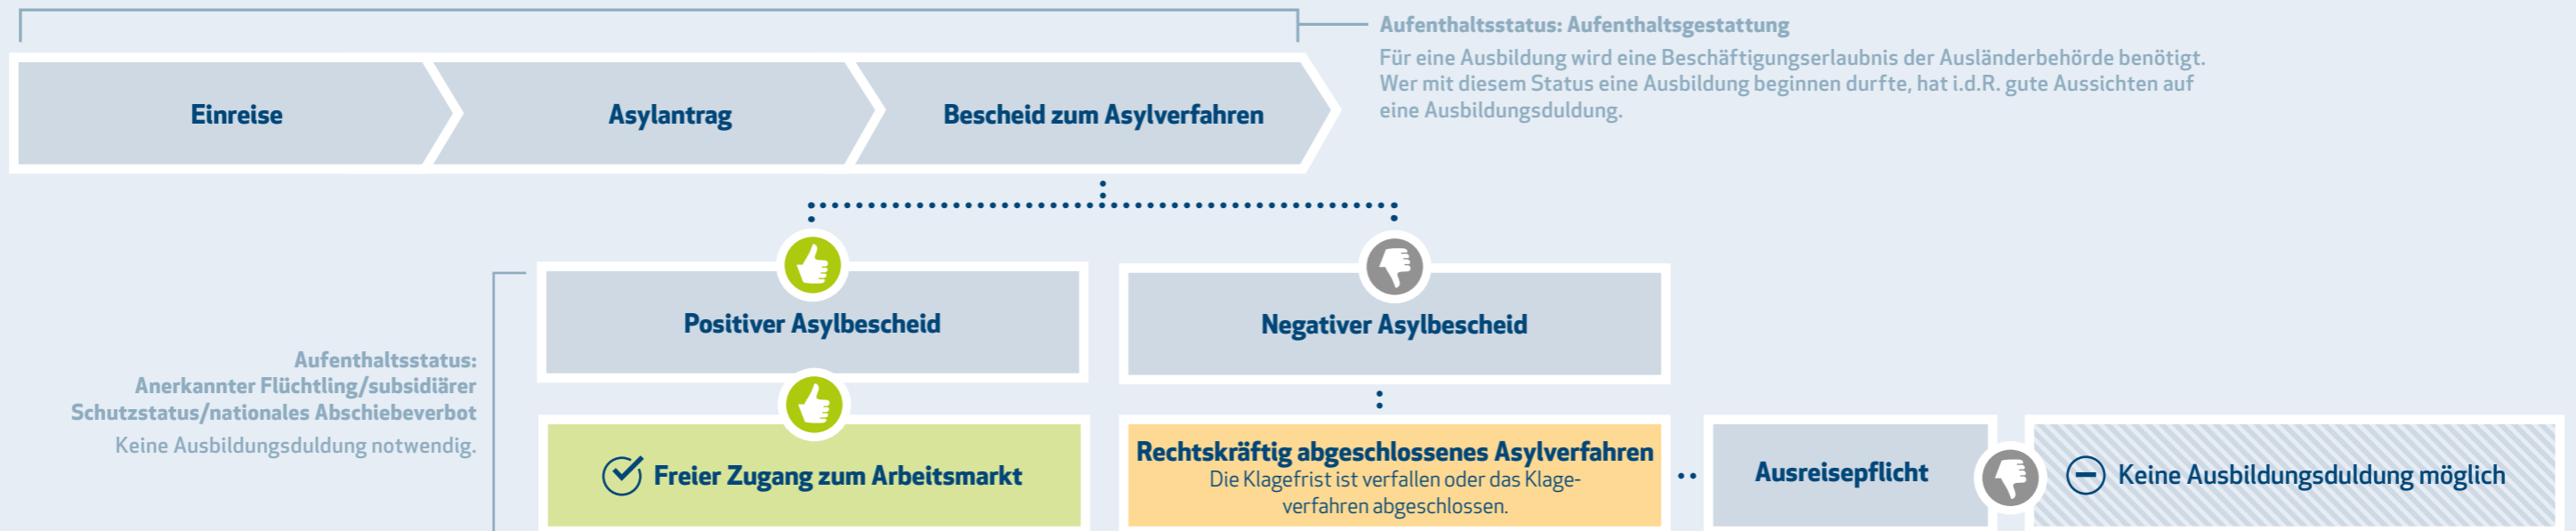 Aufenthaltsstatus: Aufenthaltsgestattung
Für eine Ausbildung wird eine Beschäftigungserlaubnis der Ausländerbehörde benötigt.
Wer mit diesem Status eine Ausbildung beginnen durfte, hat i.d.R. gute Aussichten auf
eine Ausbildungsduldung.
Einreise
Asylantrag
Bescheid zum Asylverfahren
Positiver Asylbescheid
Negativer Asylbescheid
Aufenthaltsstatus:
Anerkannter Flüchtling/subsidiärer
Schutzstatus/nationales Abschiebeverbot
Keine Ausbildungsduldung notwendig.
Freier Zugang zum Arbeitsmarkt
Rechtskräftig abgeschlossenes Asylverfahren
Die Klagefrist ist verfallen oder das Klage-
verfahren abgeschlossen.
Ausreisepflicht
Keine Ausbildungsduldung möglich